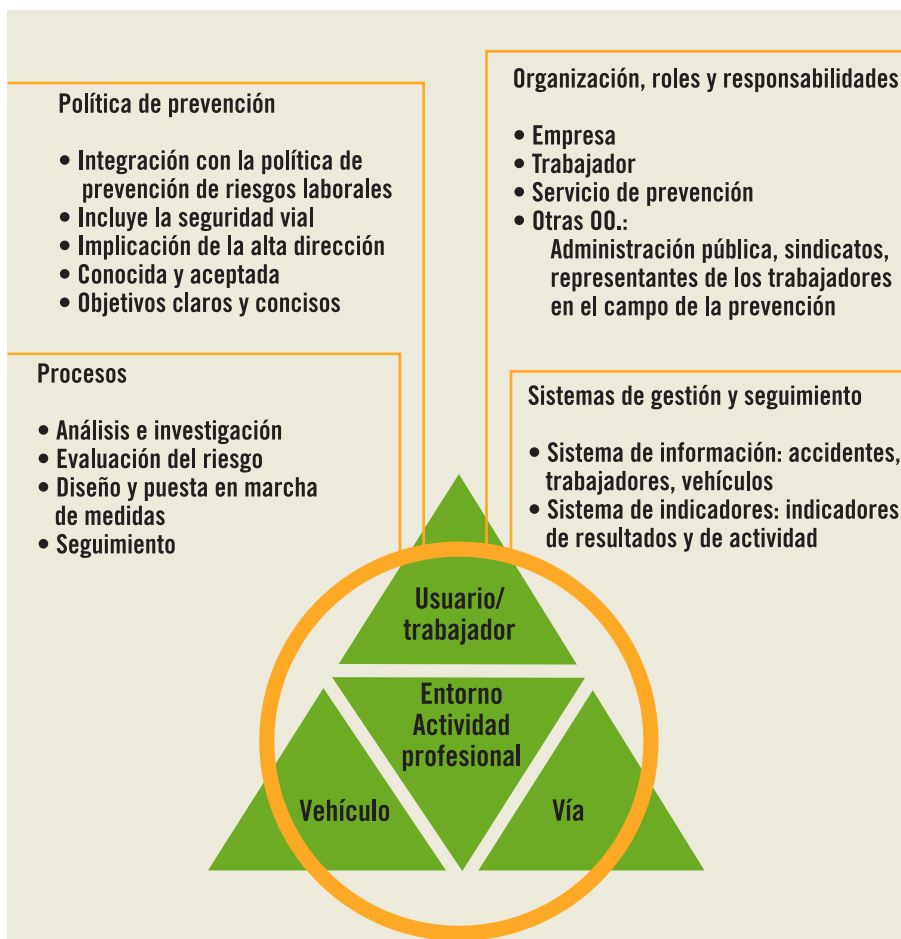 Política de prevención
• Integración con la política de
prevención de riesgos laborales
• Incluye la seguridad vial
• Implicación de la alta dirección
• Conocida y aceptada
• Objetivos claros y concisos
Organización, roles y responsabilidades
• Empresa
• Trabajador
• Servicio de prevención
• Otras OO.:
Administración pública, sindicatos,
representantes de los trabajadores
en el campo de la prevención
Procesos
• Análisis e investigación
• Evaluación del riesgo
• Diseño y puesta en marcha
de medidas
• Seguimiento
Sistemas de gestión y seguimiento
• Sistema de información: accidentes,
trabajadores, vehículos
• Sistema de indicadores: indicadores
de resultados y de actividad
Usuario/
trabajador
Entorno
Actividad
profesional
Vehículo
Vía